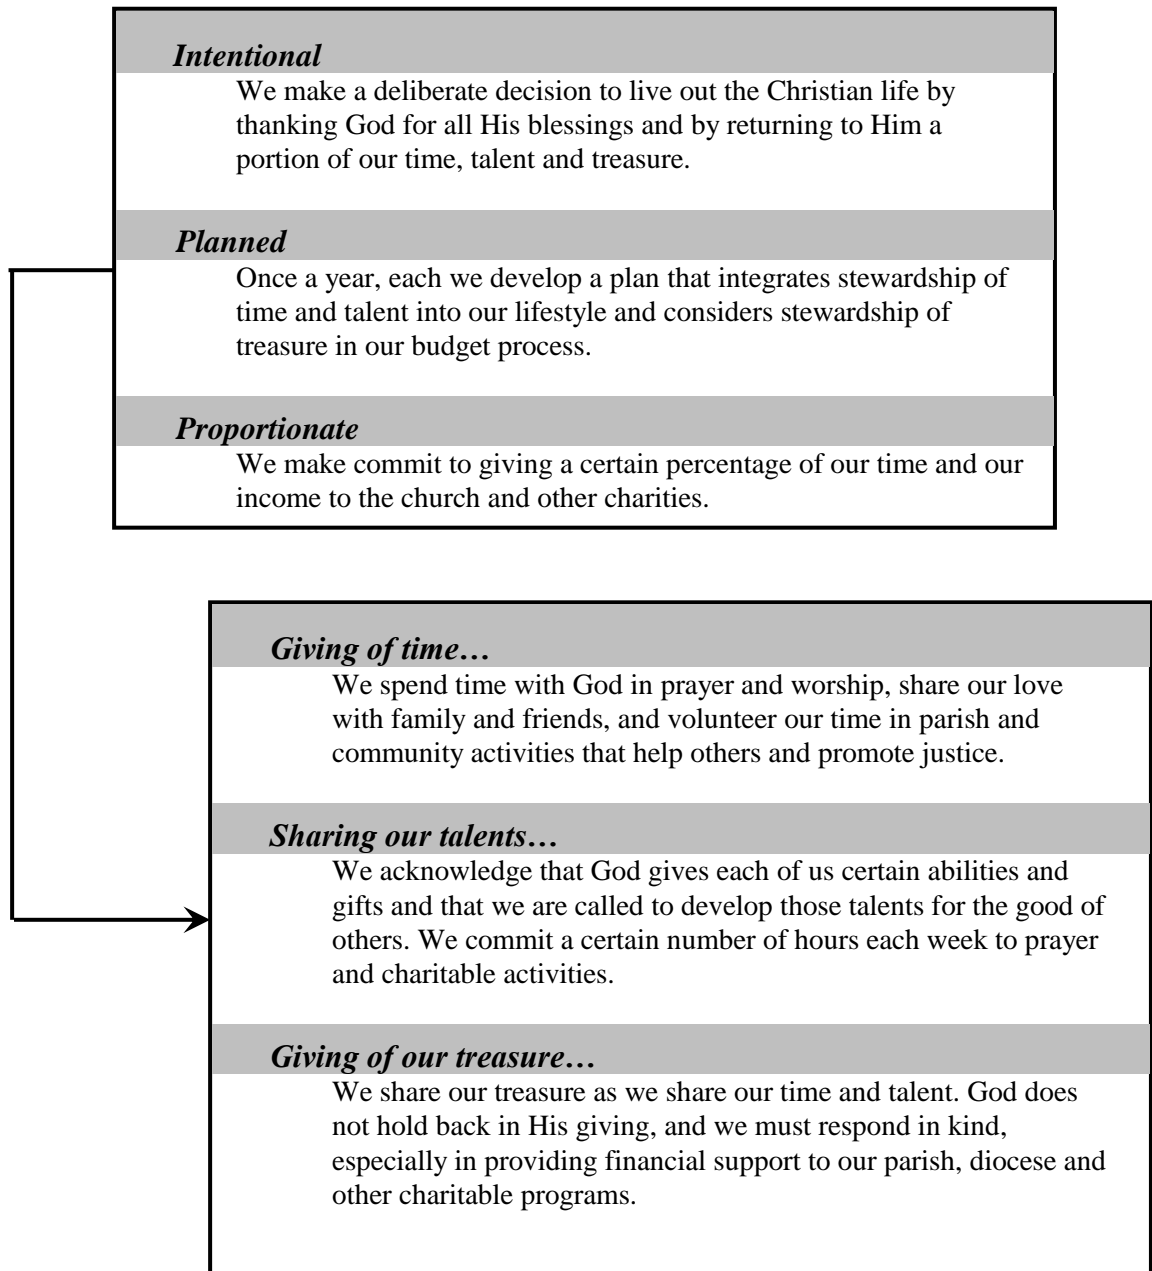 Intentional
We make a deliberate decision to live out the Christian life by
thanking God for all His blessings and by returning to Him a
portion of our time, talent and treasure.
Planned
Once a year, each we develop a plan that integrates stewardship of
time and talent into our lifestyle and considers stewardship of
treasure in our budget process.
Proportionate
We make commit to giving a certain percentage of our time and our
income to the church and other charities.
Giving of time…
We spend time with God in prayer and worship, share our love
with family and friends, and volunteer our time in parish and
community activities that help others and promote justice.
Sharing our talents…
We acknowledge that God gives each of us certain abilities and
gifts and that we are called to develop those talents for the good of
others. We commit a certain number of hours each week to prayer
and charitable activities.
Giving of our treasure…
We share our treasure as we share our time and talent. God does
not hold back in His giving, and we must respond in kind,
especially in providing financial support to our parish, diocese and
other charitable programs.